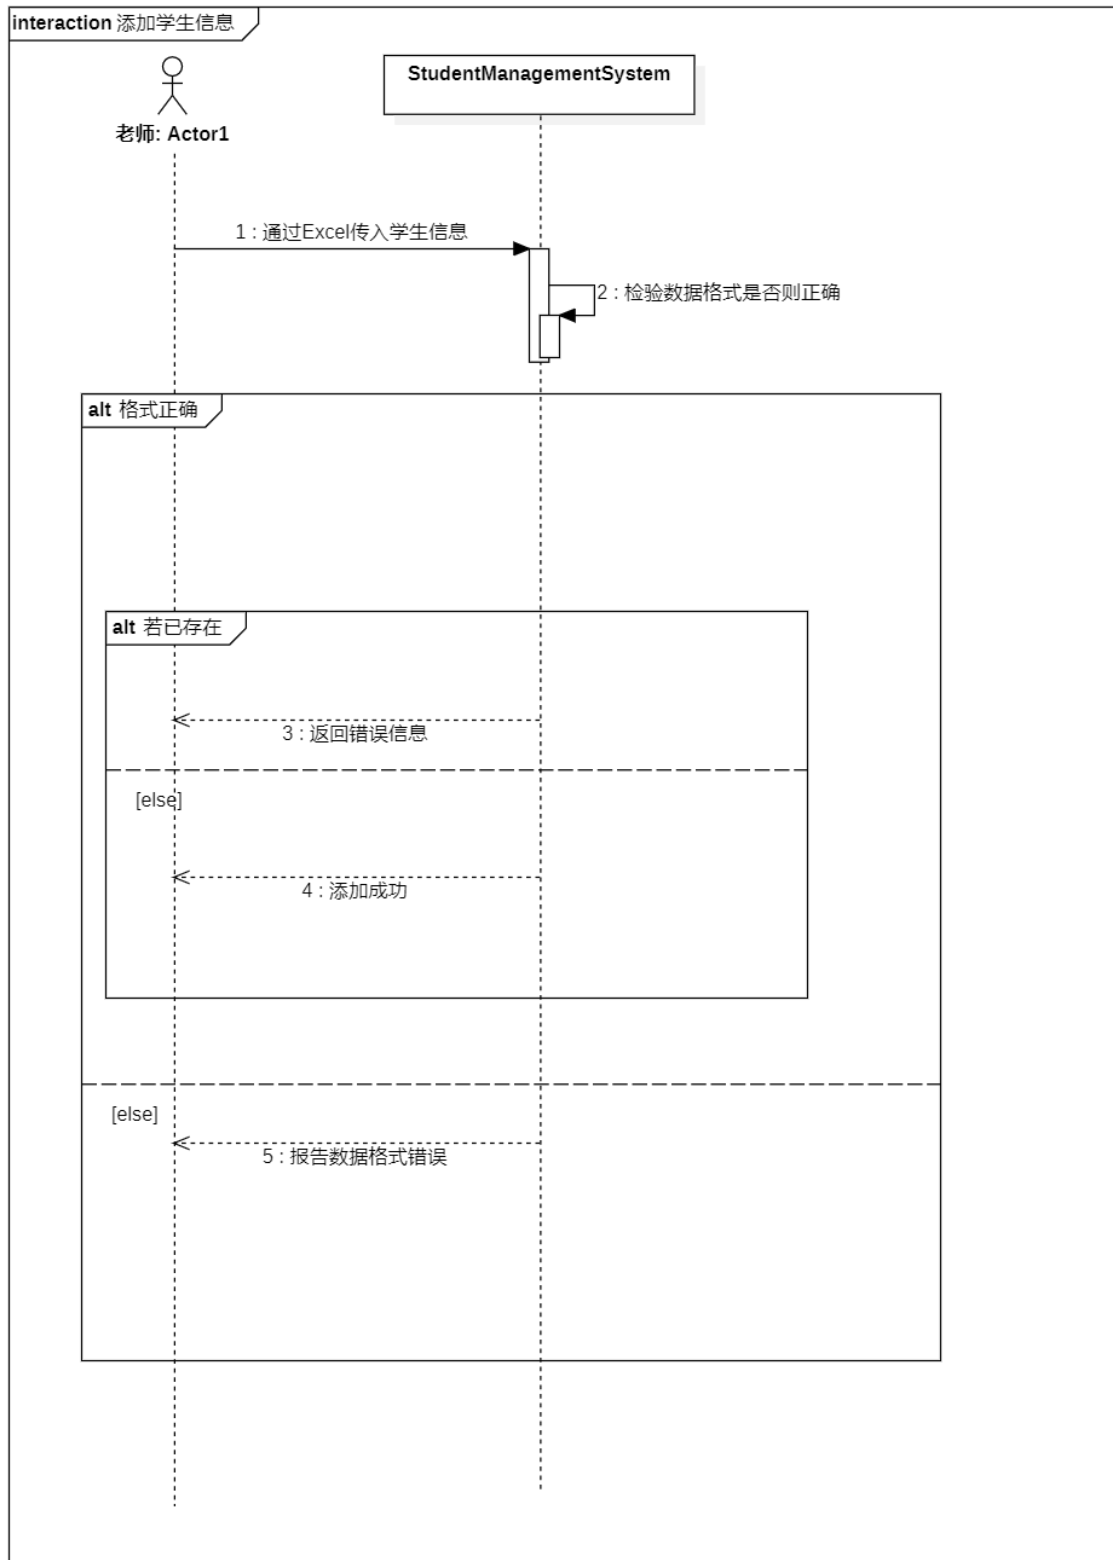 interaction 添加学生信息
StudentManagementSystem
老师: Actor1
1 : 通过Excel传入学生信息
2 : 检验数据格式是否则正确
alt 格式正确
alt 若已存在
3 : 返回错误信息
[else]
4 : 添加成功
[else]
5 : 报告数据格式错误